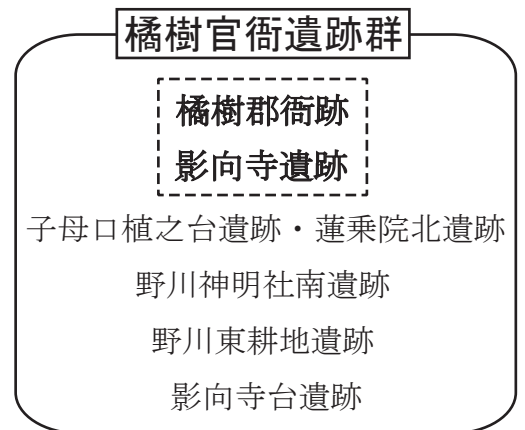 橘樹官衙遺跡群
橘樹郡衙跡
影向寺遺跡
子母口植之台遺跡・蓮乗院北遺跡
野川神明社南遺跡
野川東耕地遺跡
影向寺台遺跡